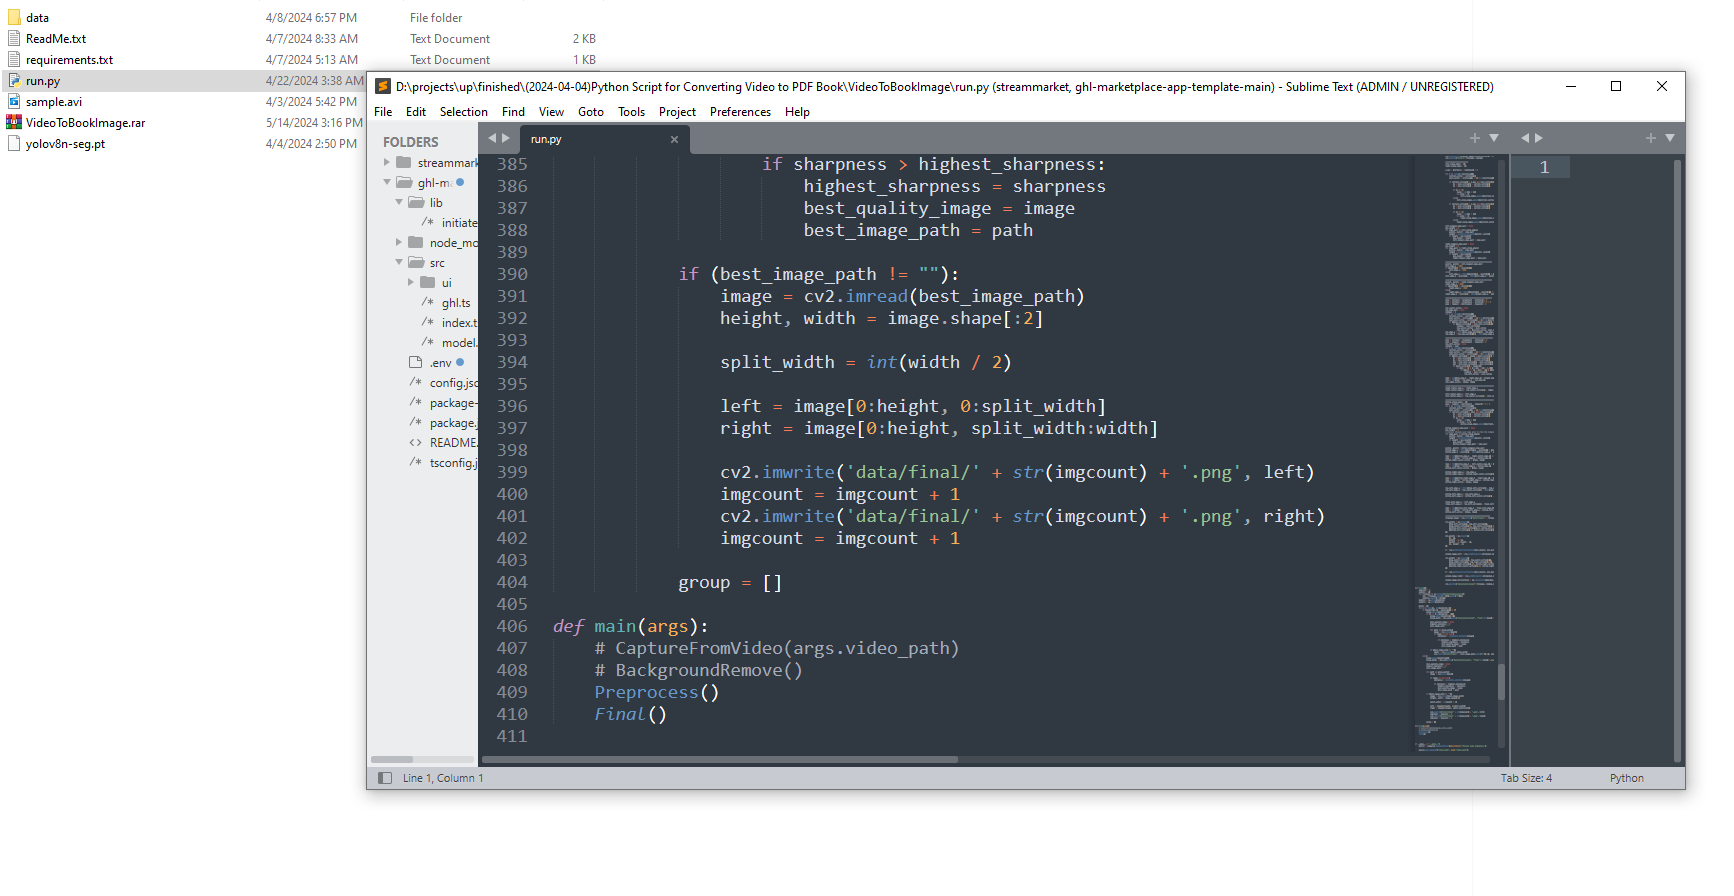 data 4/8/2024 6:57 PM File folder
ReadMe.txt 4/7/2024 8:33 AM Text Document 2 KB
requirements.txt 4/7/2024 5:13 AM Text Document 1 KB
run.py 4/22/2024 3:38 AM
sample.avi 4/3/2024 5:42 PM
VideoToBookImage.rar 5/14/2024 3:16 PM
yolov8n-seg.pt 4/4/2024 2:50 PM
D:\projects\up\finished\(2024-04-04)Python Script for Converting Video to PDF Book\VideoToBookImage\run.py (streammarket, ghl-marketplace-app-template-main) - Sublime Text (ADMIN / UNREGISTERED)
File Edit Selection Find View Goto Tools Project Preferences Help
FOLDERS
streammark
ghl-m
lib
/* initiate
node_mo
src
ui
/* ghl.ts
/* index.t
/* model.
.env
/* config.jsc
/* package-
/* package.j
<> README.
/* tsconfig.j
run.py
385 if sharpness > highest_sharpness:
386 highest_sharpness = sharpness
387 best_quality_image = image
388 best_image_path = path
389
390 if (best_image_path != ""):
391 image = cv2.imread(best_image_path)
392 height, width = image.shape[:2]
393
394 split_width = int(width / 2)
395
396 left = image[0:height, 0:split_width]
397 right = image[0:height, split_width:width]
398
399 cv2.imwrite('data/final/' + str(imgcount) + '.png', left)
400 imgcount = imgcount + 1
401 cv2.imwrite('data/final/' + str(imgcount) + '.png', right)
402 imgcount = imgcount + 1
403
404 group = []
405
406 def main(args):
407 # CaptureFromVideo(args.video_path)
408 # BackgroundRemove()
409 Preprocess()
410 Final()
411
1
Line 1, Column 1 Tab Size: 4 Python